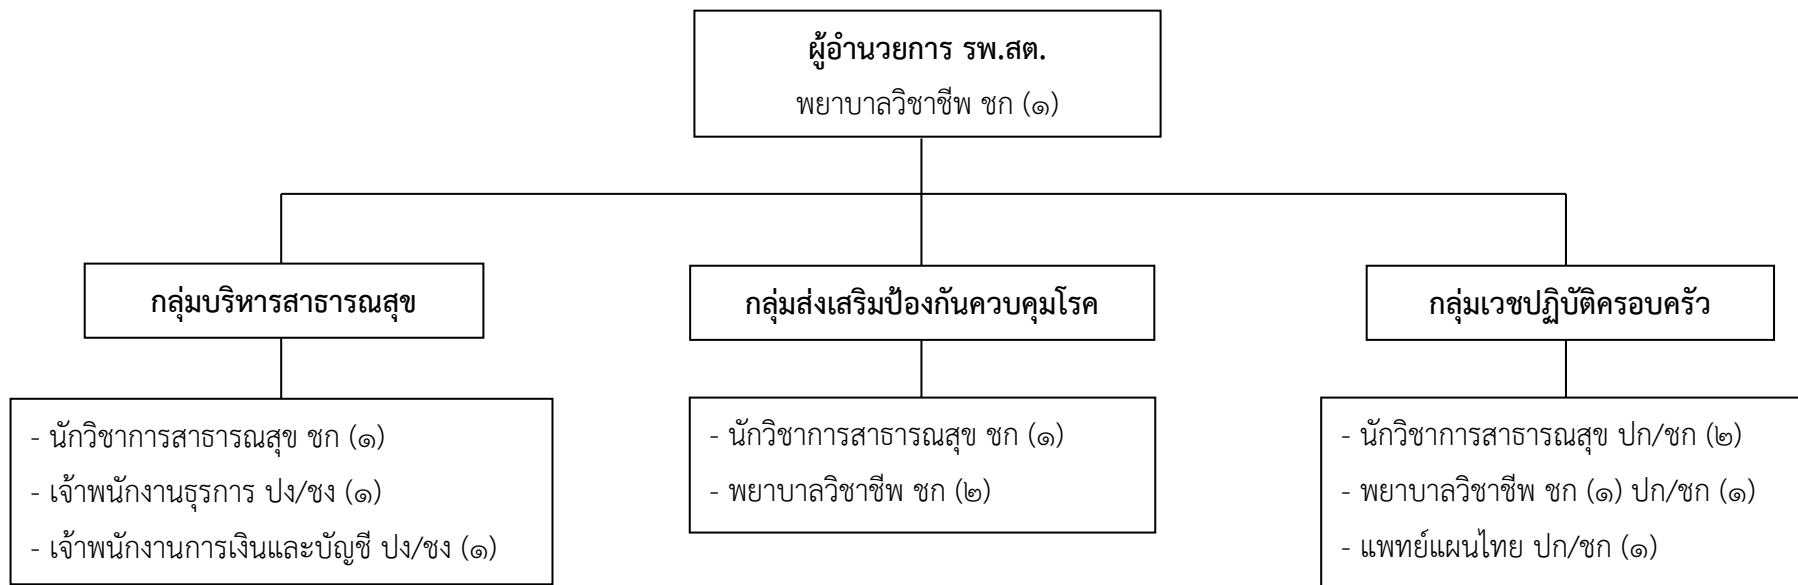 ผู้อำนวยการ รพ.สต.
พยาบาลวิชาชีพ ชก (๑)
กลุ่มบริหารสาธารณสุข
กลุ่มส่งเสริมป้องกันควบคุมโรค
กลุ่มเวชปฏิบัติครอบครัว
- นักวิชาการสาธารณสุข ชก (๑)
- เจ้าพนักงานธุรการ ปง/ชง (๑)
- เจ้าพนักงานการเงินและบัญชี ปง/ชง (๑)
- นักวิชาการสาธารณสุข ชก (๑)
- พยาบาลวิชาชีพ ชก (๒)
- นักวิชาการสาธารณสุข ปก/ชก (๒)
- พยาบาลวิชาชีพ ชก (๑) ปก/ชก (๑)
- แพทย์แผนไทย ปก/ชก (๑)